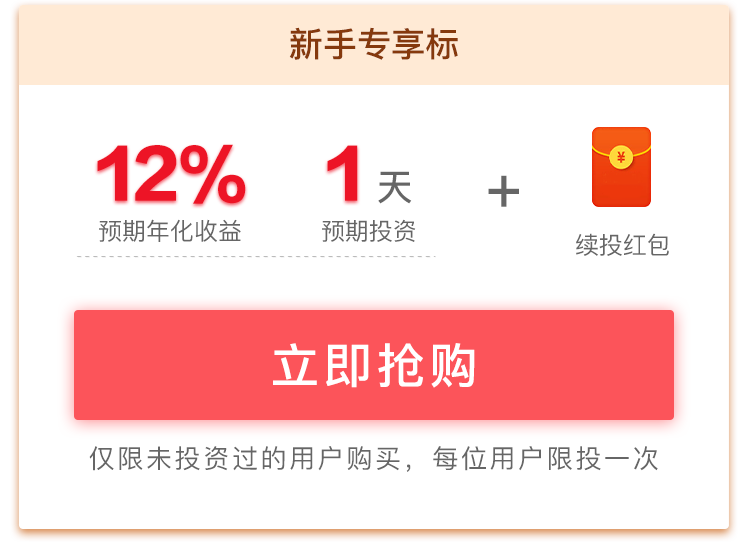 新手专享标
12% 1天 + ¥
预期年化收益 预期投资 续投红包
立即抢购
仅限未投资过的用户购买，每位用户限投一次